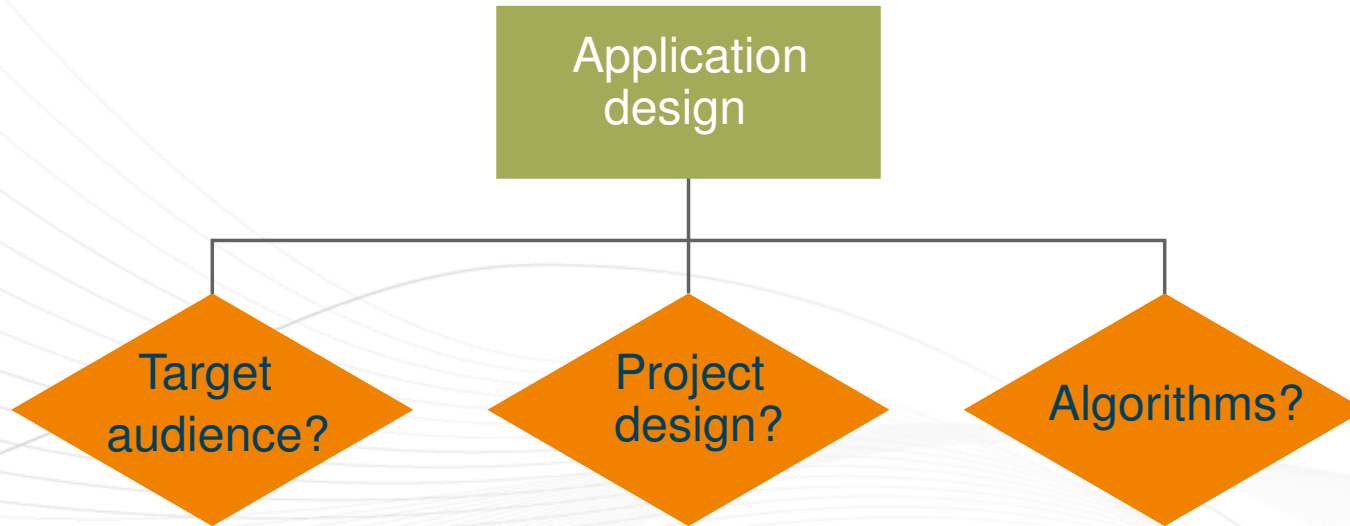 Application
design
Target
audience?
Project
design?
Algorithms?